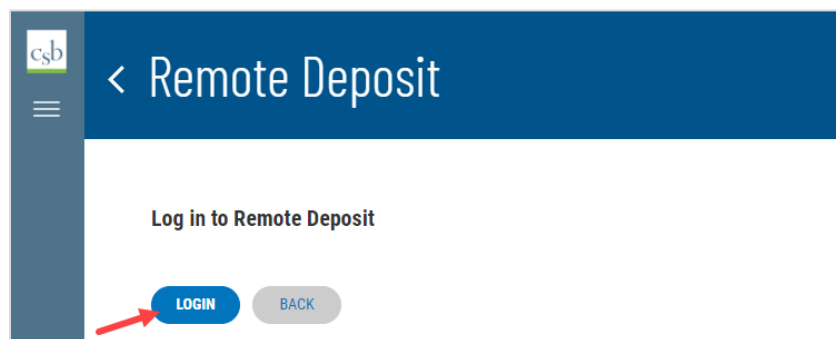 csb
Remote Deposit
Log in to Remote Deposit
LOGIN
BACK